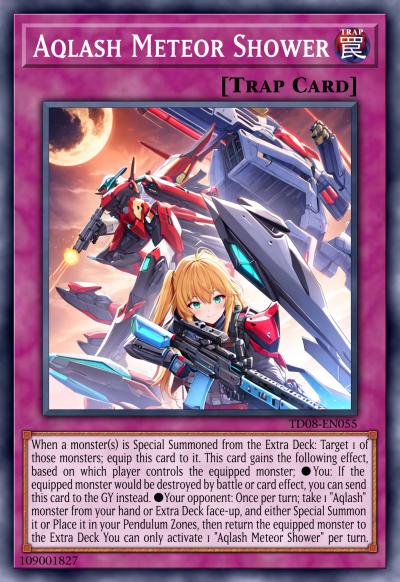 Aqlash Meteor Shower
TRAP
罠
[Trap Card]
TD08-EN055
When a monster(s) is Special Summoned from the Extra Deck: Target 1 of
those monsters; equip this card to it. This card gains the following effect,
based on which player controls the equipped monster; ●You: If the
equipped monster would be destroyed by battle or card effect, you can send
this card to the GY instead. ●Your opponent: Once per turn; take 1 "Aqlash"
monster from your hand or Extra Deck face-up, and either Special Summon
it or Place it in your Pendulum Zones, then return the equipped monster to
the Extra Deck You can only activate 1 "Aqlash Meteor Shower" per turn.
109001827